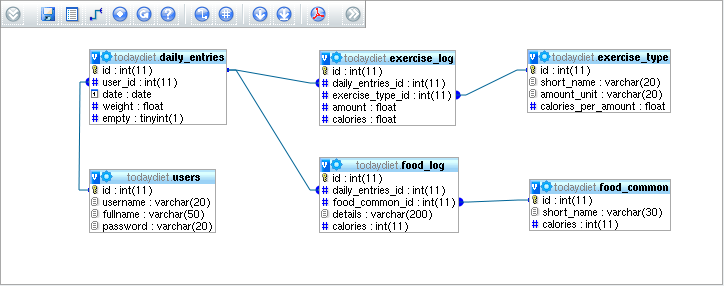 todaydiet daily_entries
id : int(11)
user_id : int(11)
date : date
weight : float
empty : tinyint(1)
todaydiet exercise_log
id : int(11)
daily_entries_id : int(11)
exercise_type_id : int(11)
amount : float
calories : float
todaydiet exercise_type
id : int(11)
short_name : varchar(20)
amount_unit : varchar(20)
calories_per_amount : float
todaydiet users
id : int(11)
username : varchar(20)
fullname : varchar(50)
password : varchar(20)
todaydiet food_log
id : int(11)
daily_entries_id : int(11)
food_common_id : int(11)
details : varchar(200)
calories : int(11)
todaydiet food_common
id : int(11)
short_name : varchar(30)
calories : int(11)